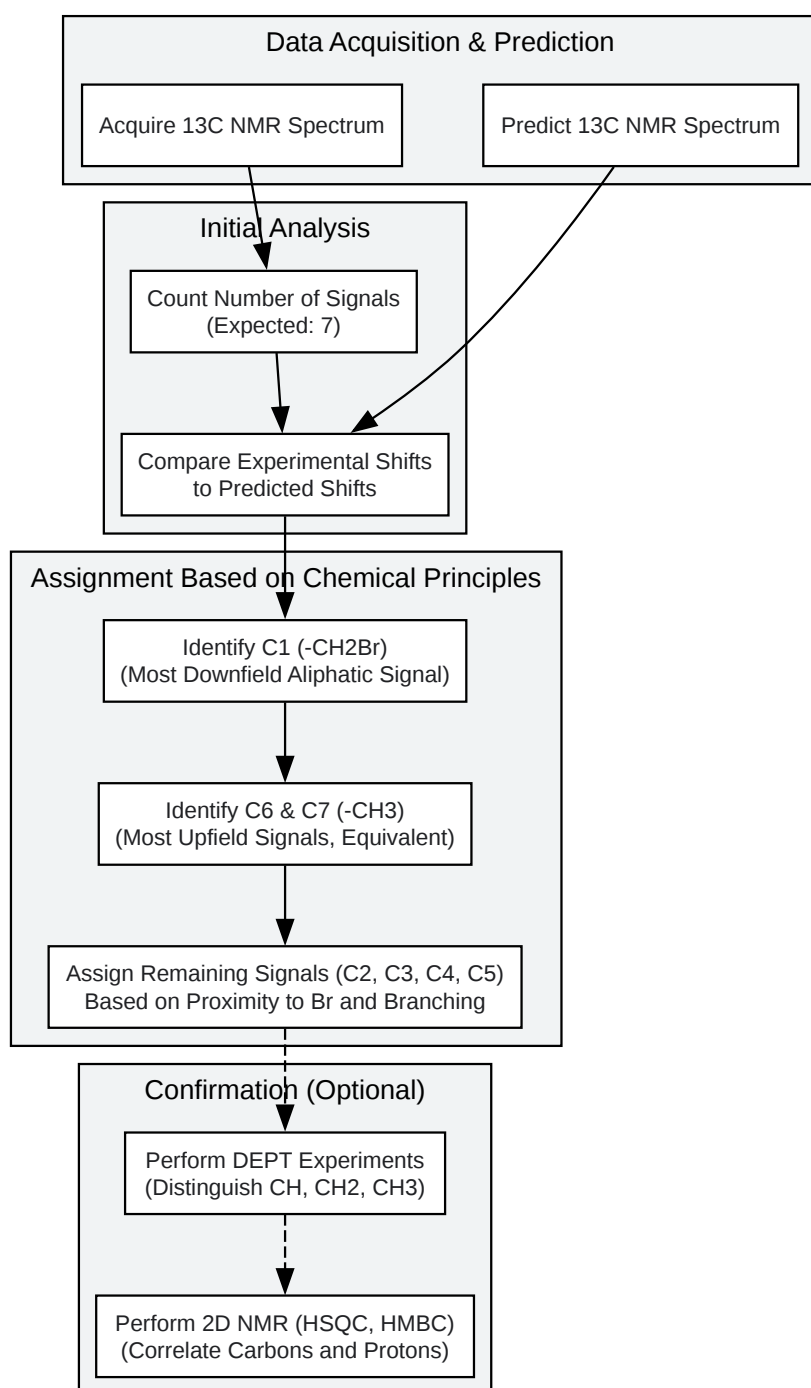 Data Acquisition & Prediction
Acquire 13C NMR Spectrum
Predict 13C NMR Spectrum
Initial Analysis
Count Number of Signals
(Expected: 7)
Compare Experimental Shifts
to Predicted Shifts
Assignment Based on Chemical Principles
Identify C1 (-CH2Br)
(Most Downfield Aliphatic Signal)
Identify C6 & C7 (-CH3)
(Most Upfield Signals, Equivalent)
Assign Remaining Signals (C2, C3, C4, C5)
Based on Proximity to Br and Branching
Confirmation (Optional)
Perform DEPT Experiments
(Distinguish CH, CH2, CH3)
Perform 2D NMR (HSQC, HMBC)
(Correlate Carbons and Protons)